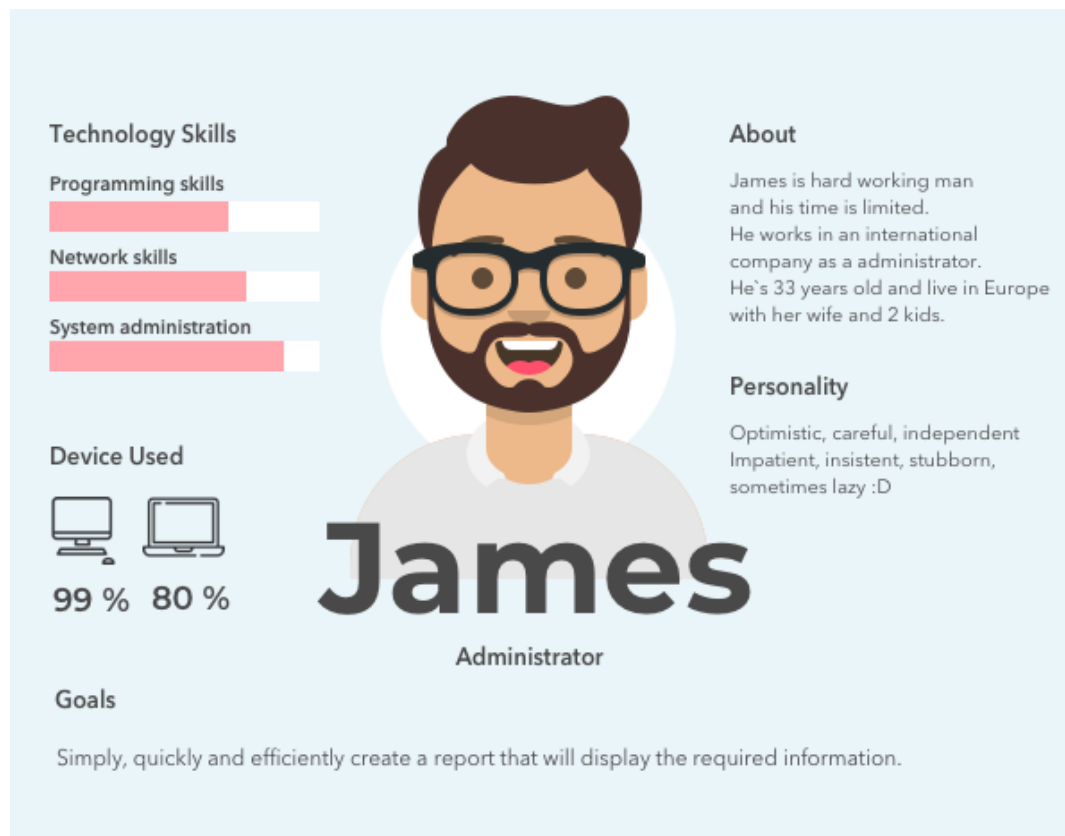 Technology Skills
Programming skills
Network skills
System administration
Device Used
99 % 80 %
About
James is hard working man
and his time is limited.
He works in an international
company as a administrator.
He`s 33 years old and live in Europe
with her wife and 2 kids.
Personality
Optimistic, careful, independent
Impatient, insistent, stubborn,
sometimes lazy :D
James
Administrator
Goals
Simply, quickly and efficiently create a report that will display the required information.